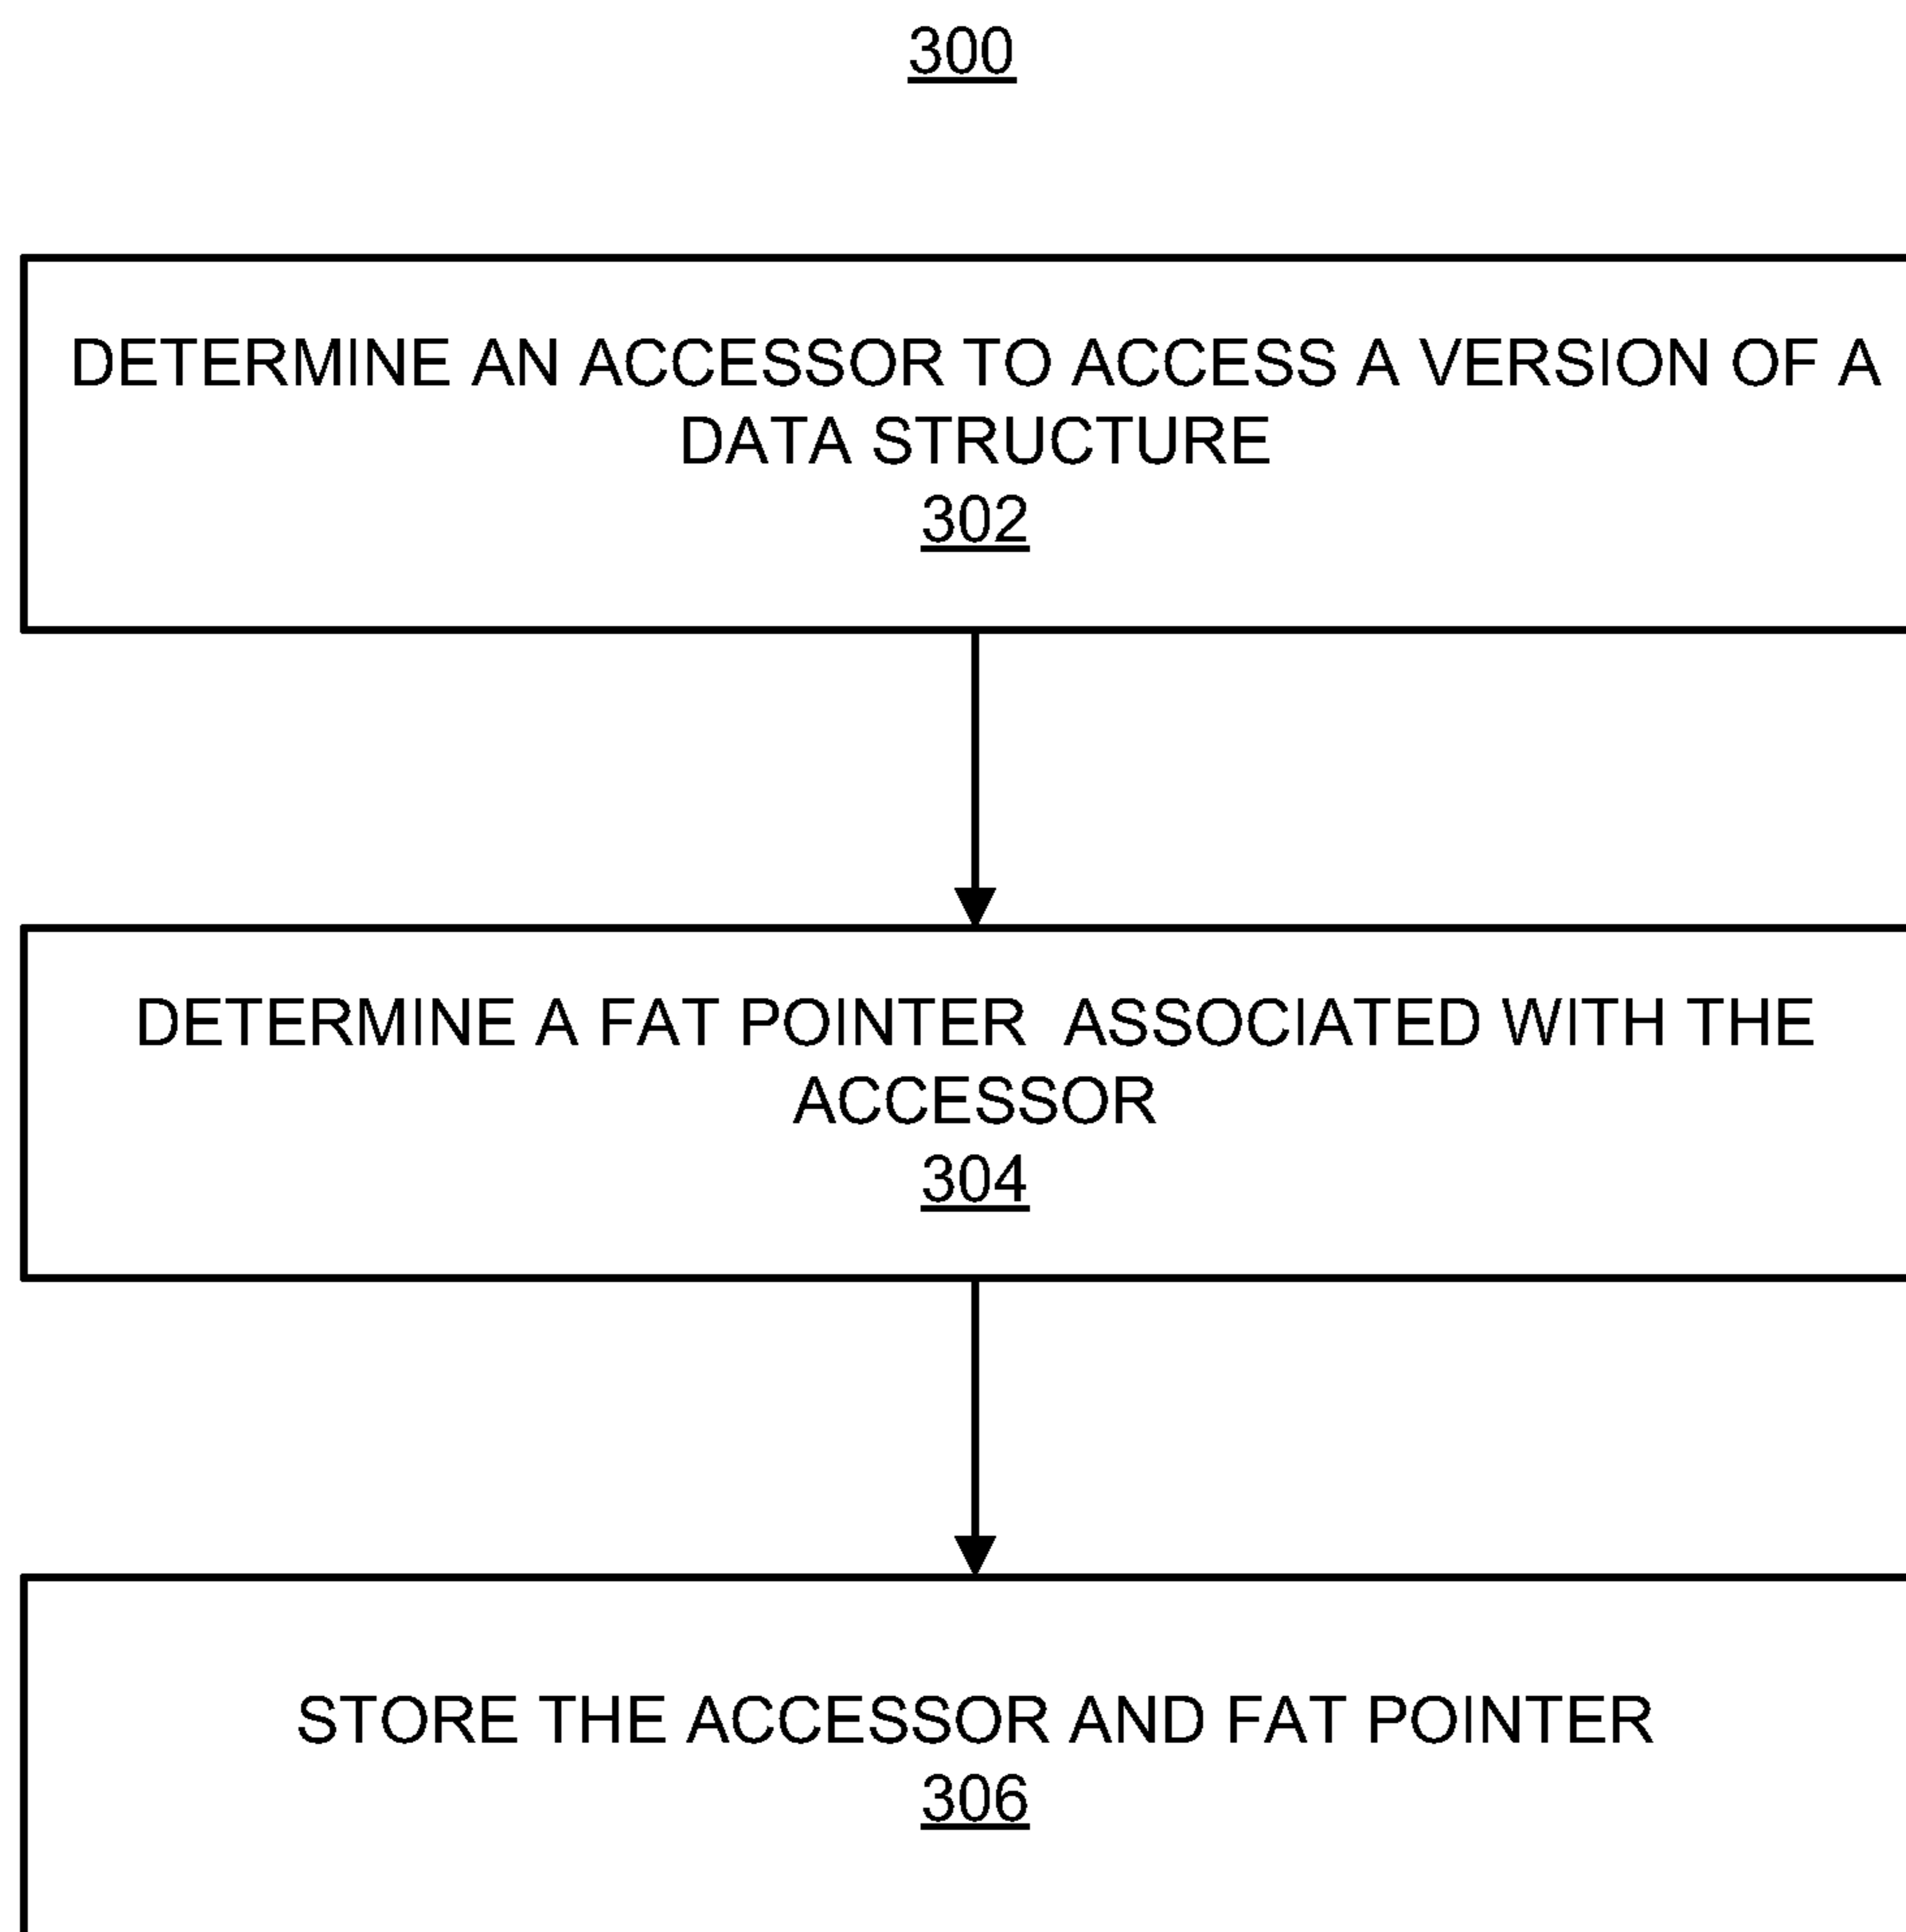 300
DETERMINE AN ACCESSOR TO ACCESS A VERSION OF A
DATA STRUCTURE
302
DETERMINE A FAT POINTER  ASSOCIATED WITH THE
ACCESSOR
304
STORE THE ACCESSOR AND FAT POINTER
306